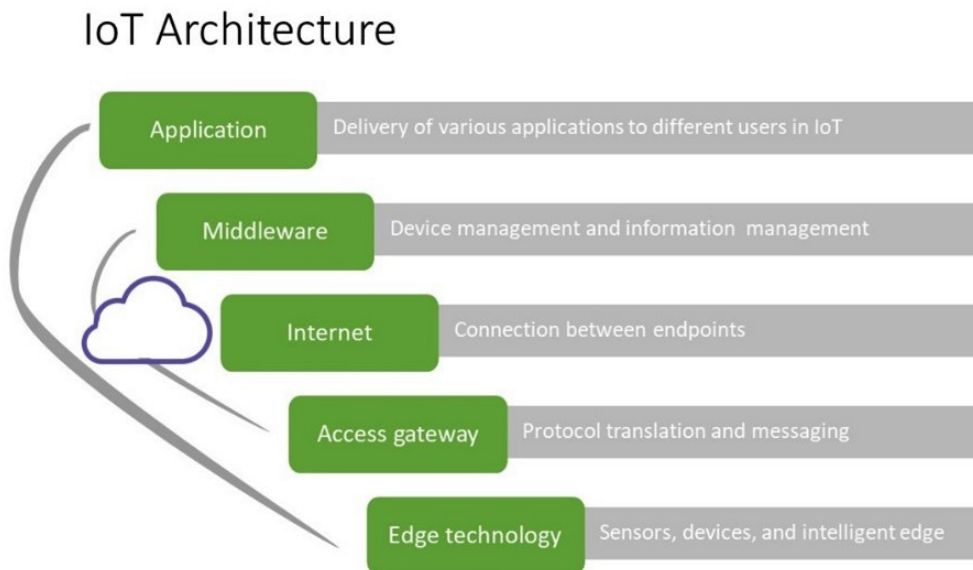 IoT Architecture
Application
Delivery of various applications to different users in IoT
Middleware
Device management and information management
Internet
Connection between endpoints
Access gateway
Protocol translation and messaging
Edge technology
Sensors, devices, and intelligent edge